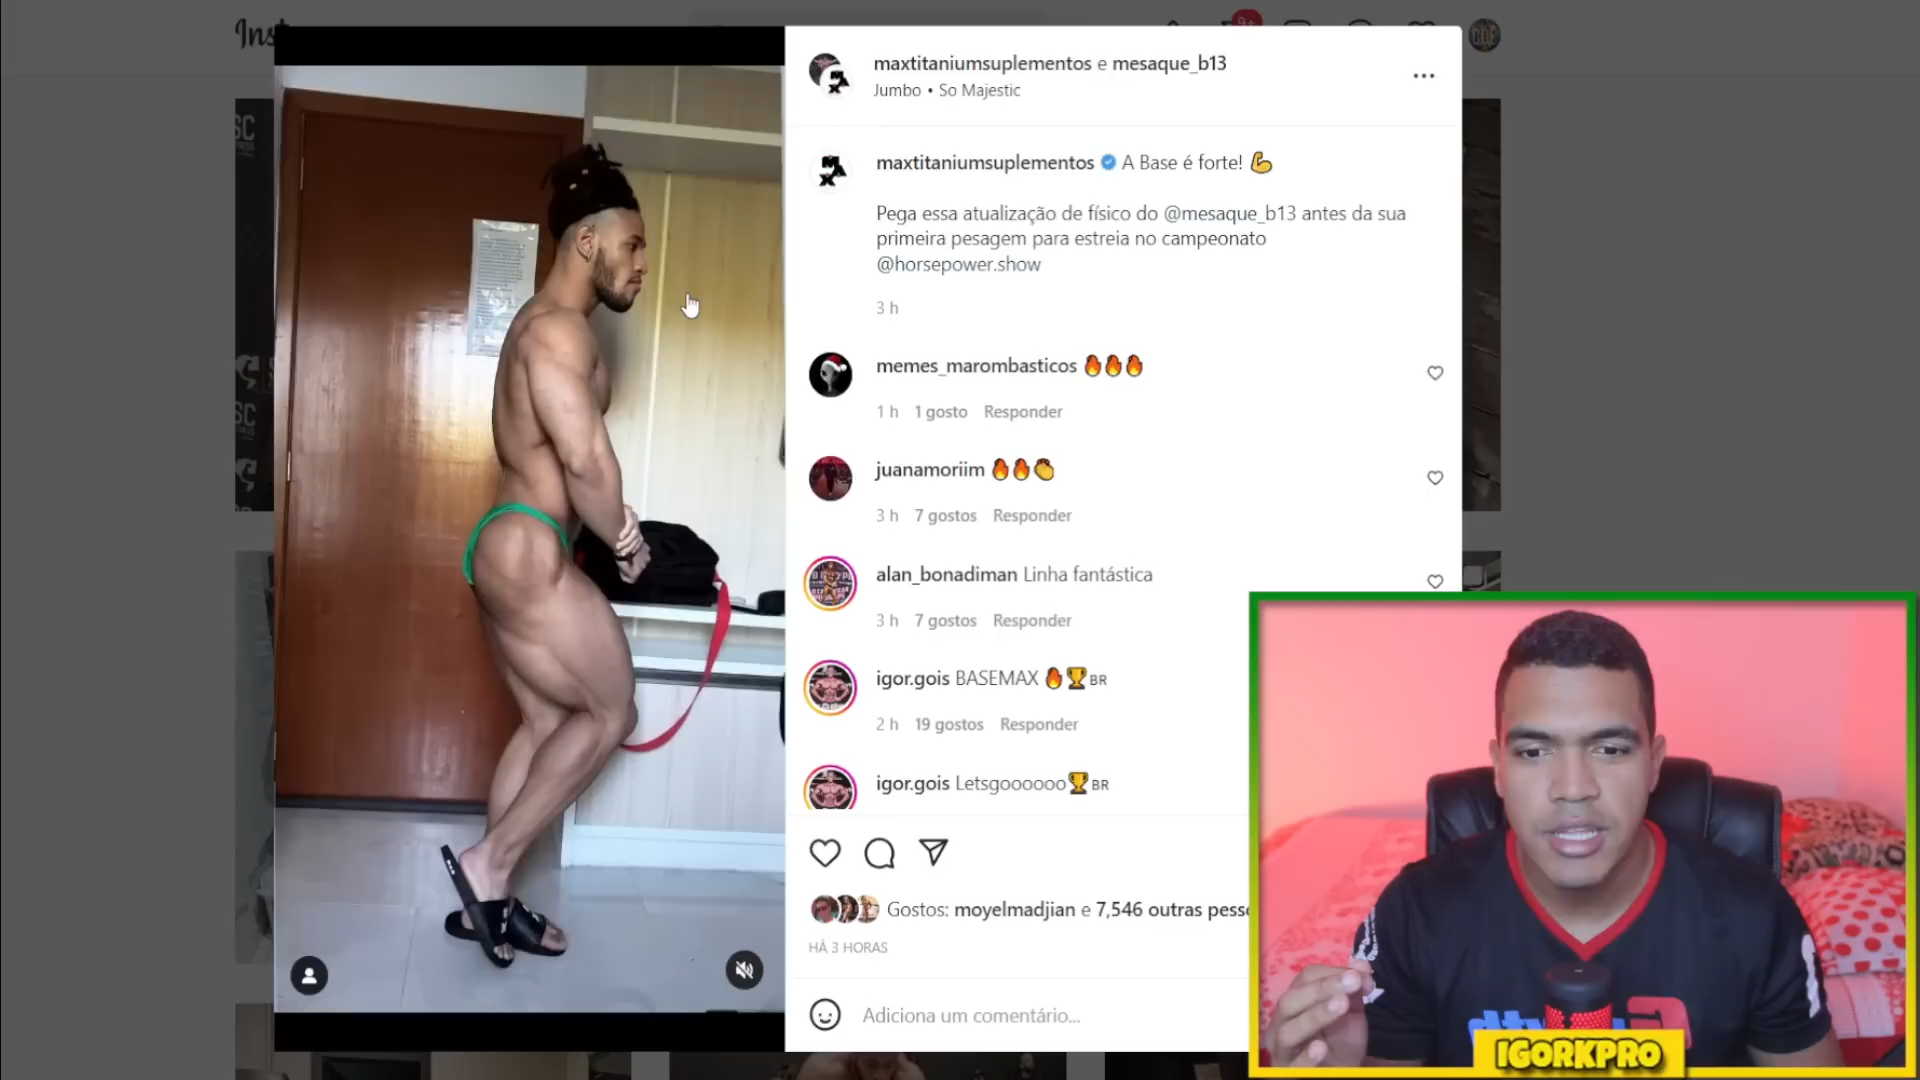 Ins
9+
maxtitaniumsuplementos e mesaque_b13
Jumbo • So Majestic
maxtitaniumsuplementos A Base é forte! 💪
Pega essa atualização de físico do @mesaque_b13 antes da sua
primeira pesagem para estreia no campeonato
@horsepower.show
3 h
memes_marombasticos 🔥🔥🔥
1 h 1 gosto Responder
juanamoriim 🔥🔥👏
3 h 7 gostos Responder
alan_bonadiman Linha fantástica
3 h 7 gostos Responder
igor.gois BASEMAX 🔥🏆BR
2 h 19 gostos Responder
igor.gois Letsgoooooo🏆BR
Gostos: moyelmadjian e 7,546 outras pess
HÁ 3 HORAS
Adiciona um comentário...
IGORKPRO